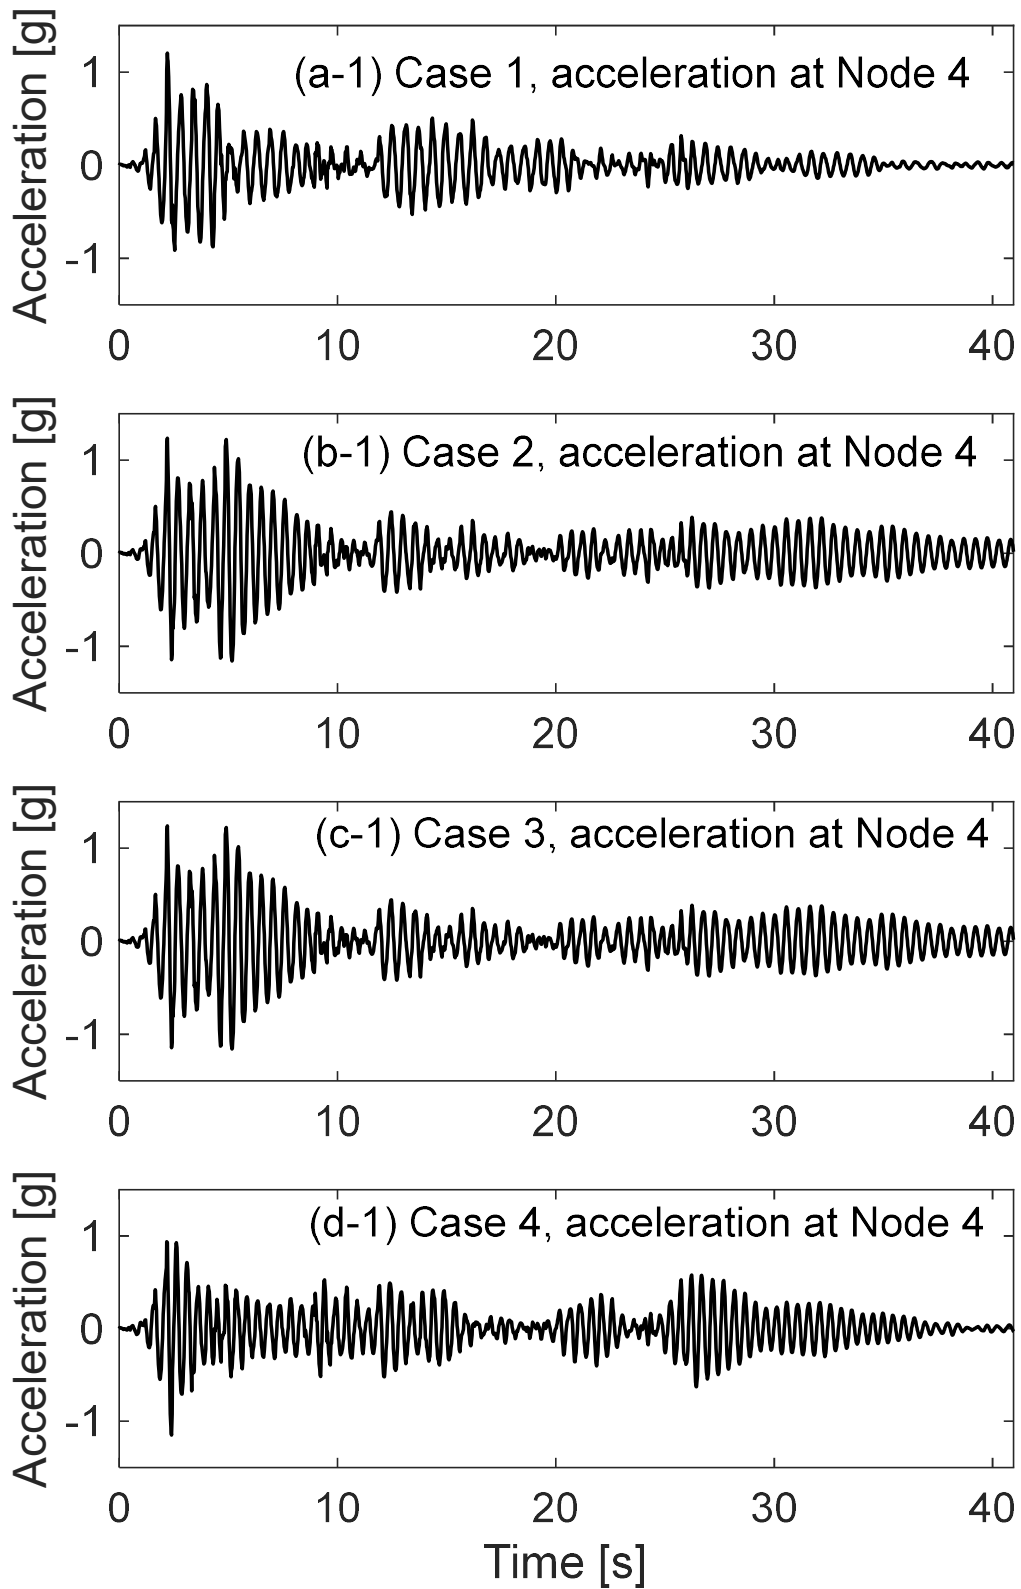 Acceleration [g]
(a-1) Case 1, acceleration at Node 4
1
0
-1
0 10 20 30 40
Acceleration [g]
(b-1) Case 2, acceleration at Node 4
1
0
-1
0 10 20 30 40
Acceleration [g]
(c-1) Case 3, acceleration at Node 4
1
0
-1
0 10 20 30 40
Acceleration [g]
(d-1) Case 4, acceleration at Node 4
1
0
-1
0 10 20 30 40
Time [s]